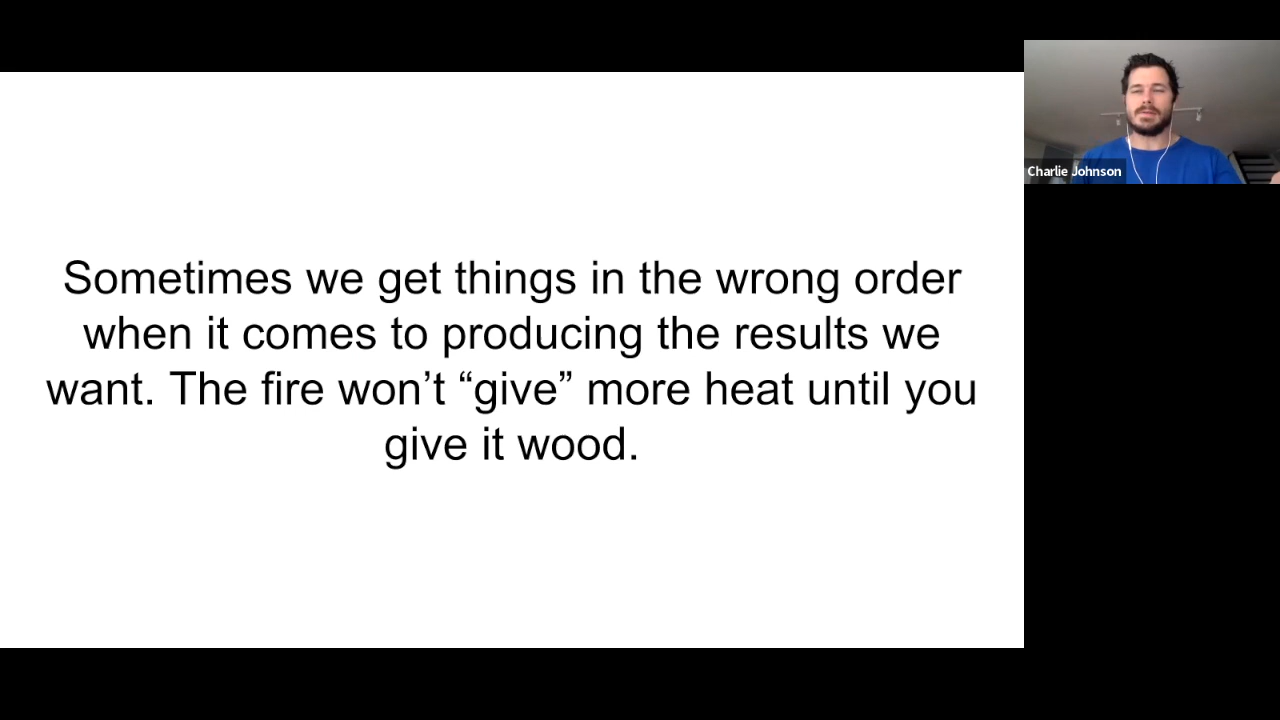 Sometimes we get things in the wrong order
when it comes to producing the results we
want. The fire won’t “give” more heat until you
give it wood.
Charlie Johnson